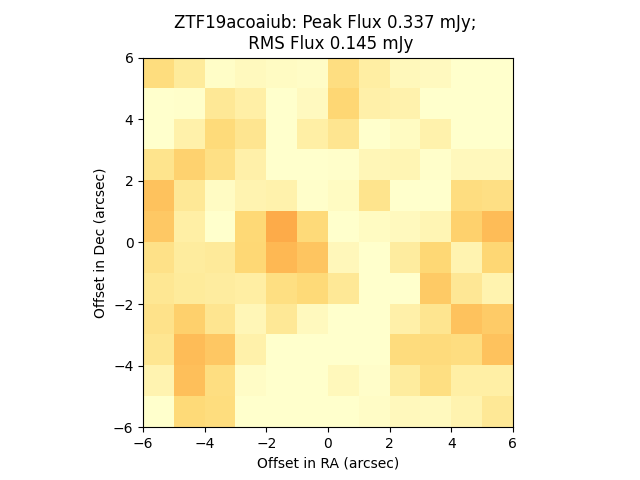 ZTF19acoaiub: Peak Flux 0.337 mJy;
RMS Flux 0.145 mJy
6
4
2
0
−2
−4
−6
Offset in Dec (arcsec)
−6 −4 −2 0 2 4 6
Offset in RA (arcsec)